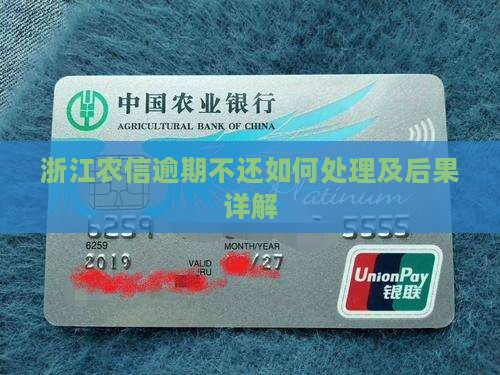 中国农业银行
AGRICULTURAL BANK OF CHINA
浙江农信逾期不还如何处理及后果
详解
Platinum
6259 5555
6259
MONTH/YEAR
2019 VALID THRU /27
UnionPay
银联